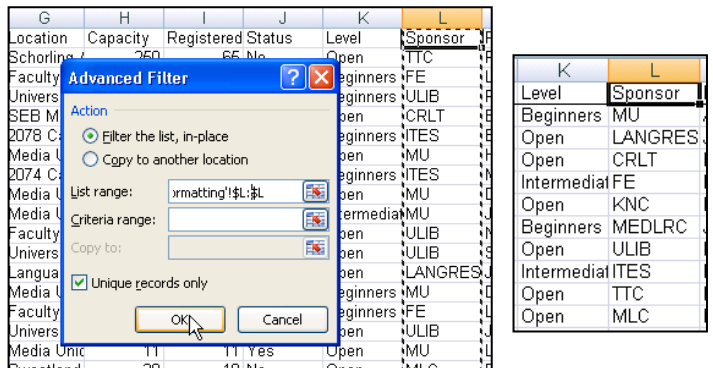 G H I J K L
Location Capacity Registered Status Level Sponsor
Schorling 250 65 No Open TTC
Faculty Beginners FE
Univers Beginners ULIB
SEB M Open CRLT
2078 C Beginners ITES
Media U Open MU
2074 C Beginners ITES
Media U Open MU
Media U Intermediat MU
Faculty Open ULIB
Univers Open ULIB
Langua Open LANGRES
Media U Beginners MU
Faculty Beginners FE
Univers Open ULIB
Media Unic 11 11 Yes Open MU
Advanced Filter
Action
Filter the list, in-place
Copy to another location
List range: ormatting'!$L:$L
Criteria range:
Copy to:
Unique records only
OK Cancel
K L
Level Sponsor
Beginners MU
Open LANGRES
Open CRLT
Intermediat FE
Open KNC
Beginners MEDLRC
Open ULIB
Intermediat ITES
Open TTC
Open MLC